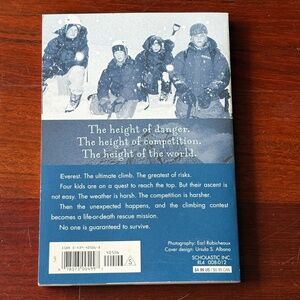 The height of danger.
The height of competition.
The height of the world.
Everest. The ultimate climb. The greatest of risks.
Four kids are on a quest to reach the top. But their ascent is
not easy. The weather is harsh. The competition is harsher.
Then the unexpected happens, and the climbing contest
becomes a life-or-death rescue mission.
No one is guaranteed to survive.
Photography: Earl Robicheaux
Cover design: Ursula S. Albano
SCHOLASTIC INC.
RL4 008-012